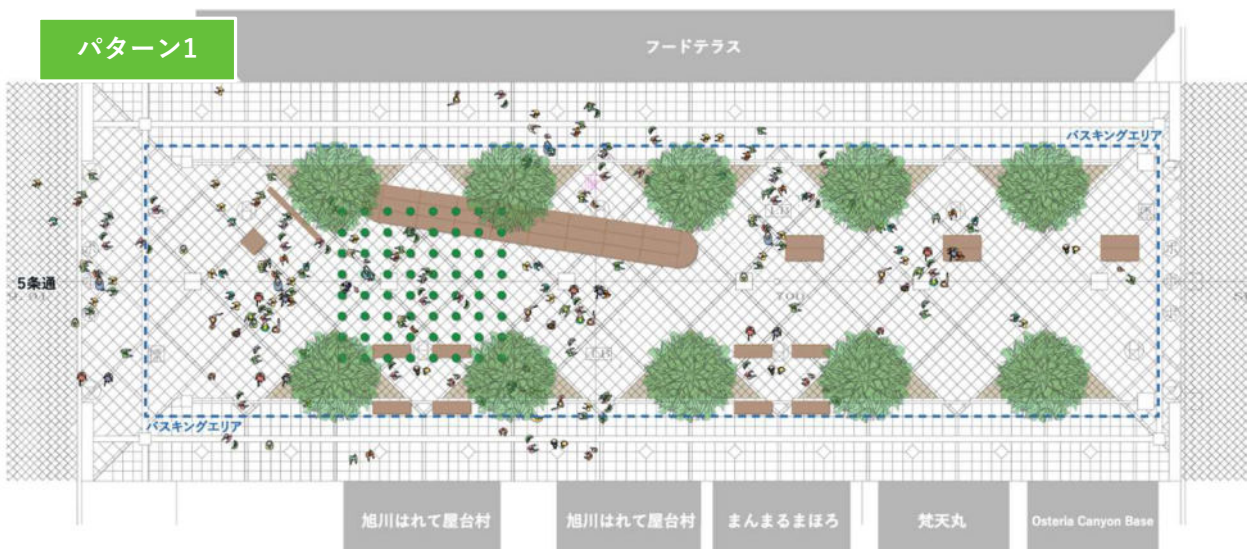 パターン1
フードテラス
バスキングエリア
5条通
700
バスキングエリア
旭川はれて屋台村
旭川はれて屋台村
まんまるまほろ
梵天丸
Osteria Canyon Base